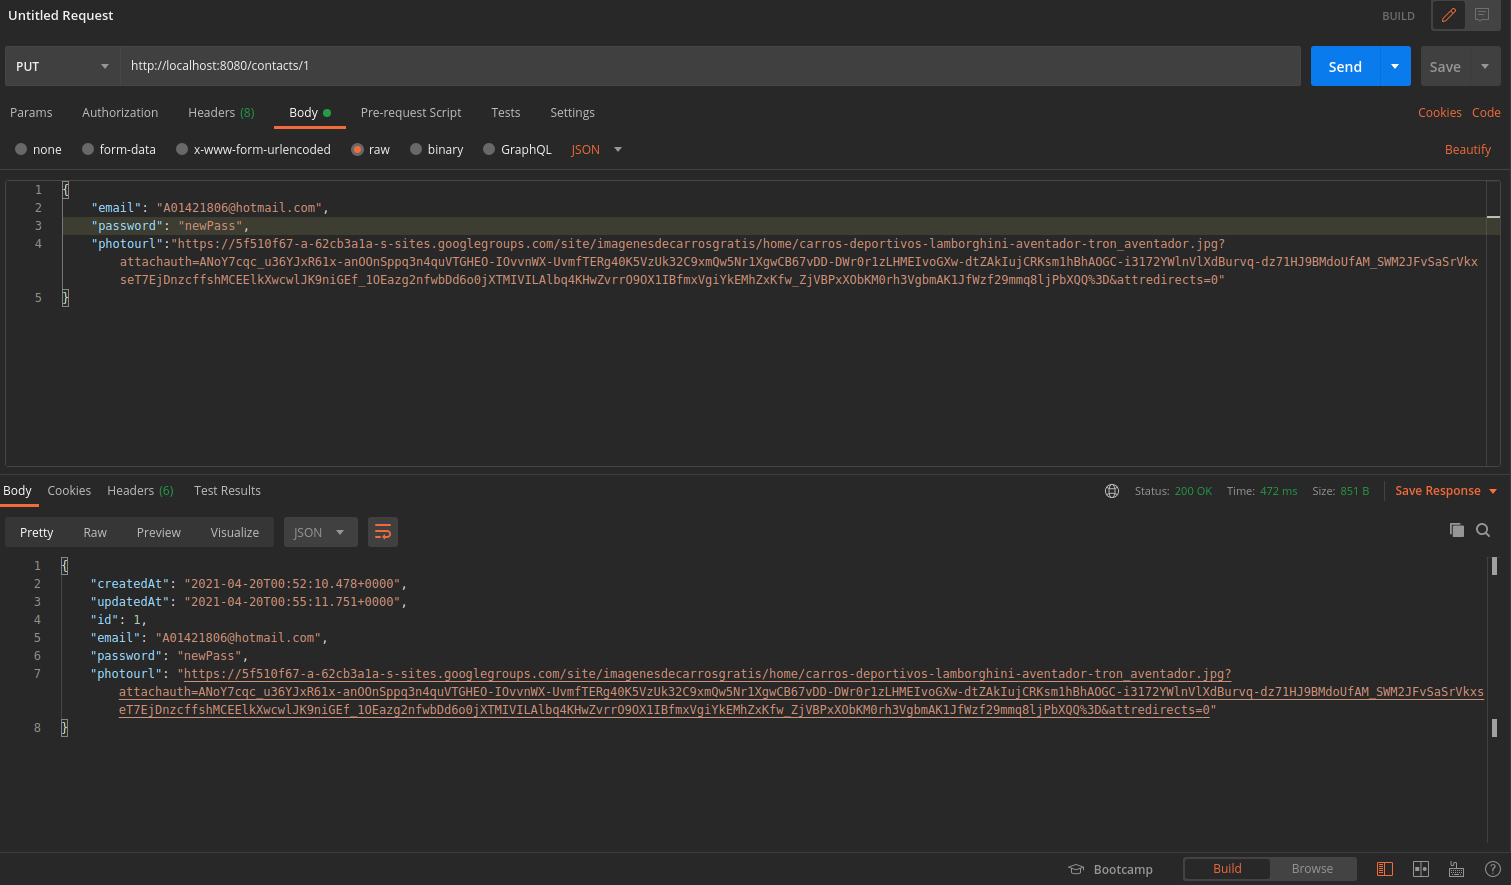 Untitled Request
BUILD
PUT
http://localhost:8080/contacts/1
Send
Save
Params Authorization Headers (8) Body Pre-request Script Tests Settings
Cookies Code
none form-data x-www-form-urlencoded raw binary GraphQL JSON
Beautify
1 {
2 "email": "A01421806@hotmail.com",
3 "password": "newPass",
4 "photourl":"https://5f510f67-a-62cb3a1a-s-sites.googlegroups.com/site/imagenesdecarrosgratis/home/carros-deportivos-lamborghini-aventador-tron_aventador.jpg?
attachauth=ANoY7cqc_u36YJxR61x-anOOnSppq3n4quVTGHEO-IOvvnWX-UvmfTERg40K5VzUk32C9xmQw5Nr1XgwCB67vDD-DWr0r1zLHMEIvoGXw-dtZAkIujCRKsm1hBhAOGC-i3172YWlnVlXdBurvq-dz71HJ9BMdoUfAM_SWM2JFvSaSrVkx
seT7EjDnzcffshMCEElkXwcwlJK9niGEf_1OEazg2nfwbDd6o0jXTMIVILAlbq4KHwZvrrO9OX1IBfmxVgiYkEMhZxKfw_ZjVBPxXObKM0rh3VgbmAK1JfWzf29mmq8ljPbXQQ%3D&attredirects=0"
5 }
Body Cookies Headers (6) Test Results
Status: 200 OK Time: 472 ms Size: 851 B
Save Response
Pretty Raw Preview Visualize JSON
1 {
2 "createdAt": "2021-04-20T00:52:10.478+0000",
3 "updatedAt": "2021-04-20T00:55:11.751+0000",
4 "id": 1,
5 "email": "A01421806@hotmail.com",
6 "password": "newPass",
7 "photourl": "https://5f510f67-a-62cb3a1a-s-sites.googlegroups.com/site/imagenesdecarrosgratis/home/carros-deportivos-lamborghini-aventador-tron_aventador.jpg?
attachauth=ANoY7cqc_u36YJxR61x-anOOnSppq3n4quVTGHEO-IOvvnWX-UvmfTERg40K5VzUk32C9xmQw5Nr1XgwCB67vDD-DWr0r1zLHMEIvoGXw-dtZAkIujCRKsm1hBhAOGC-i3172YWlnVlXdBurvq-dz71HJ9BMdoUfAM_SWM2JFvSaSrVkxs
eT7EjDnzcffshMCEElkXwcwlJK9niGEf_1OEazg2nfwbDd6o0jXTMIVILAlbq4KHwZvrrO9OX1IBfmxVgiYkEMhZxKfw_ZjVBPxXObKM0rh3VgbmAK1JfWzf29mmq8ljPbXQQ%3D&attredirects=0"
8 }
Bootcamp
Build Browse